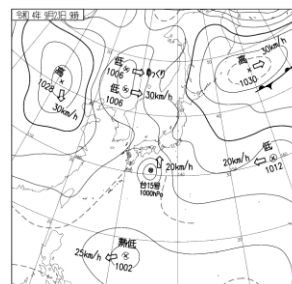 令和 4年 9月23日 9時
高
1028
30km/h
低
1006
ゆっくり
低
1006
30km/h
高
1030
30km/h
20km/h
台15号
1000hPa
低
20km/h
1012
熱低
25km/h
1002